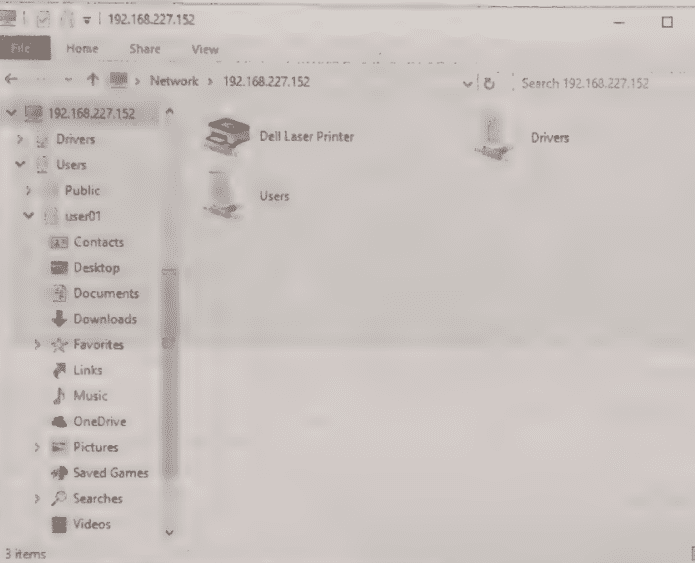 192.168.227.152
File Home Share View
Network > 192.168.227.152 Search 192.168.227.152
192.168.227.152
Drivers
Users
Public
user01
Contacts
Desktop
Documents
Downloads
Favorites
Links
Music
OneDrive
Pictures
Saved Games
Searches
Videos
Dell Laser Printer
Drivers
Users
3 items